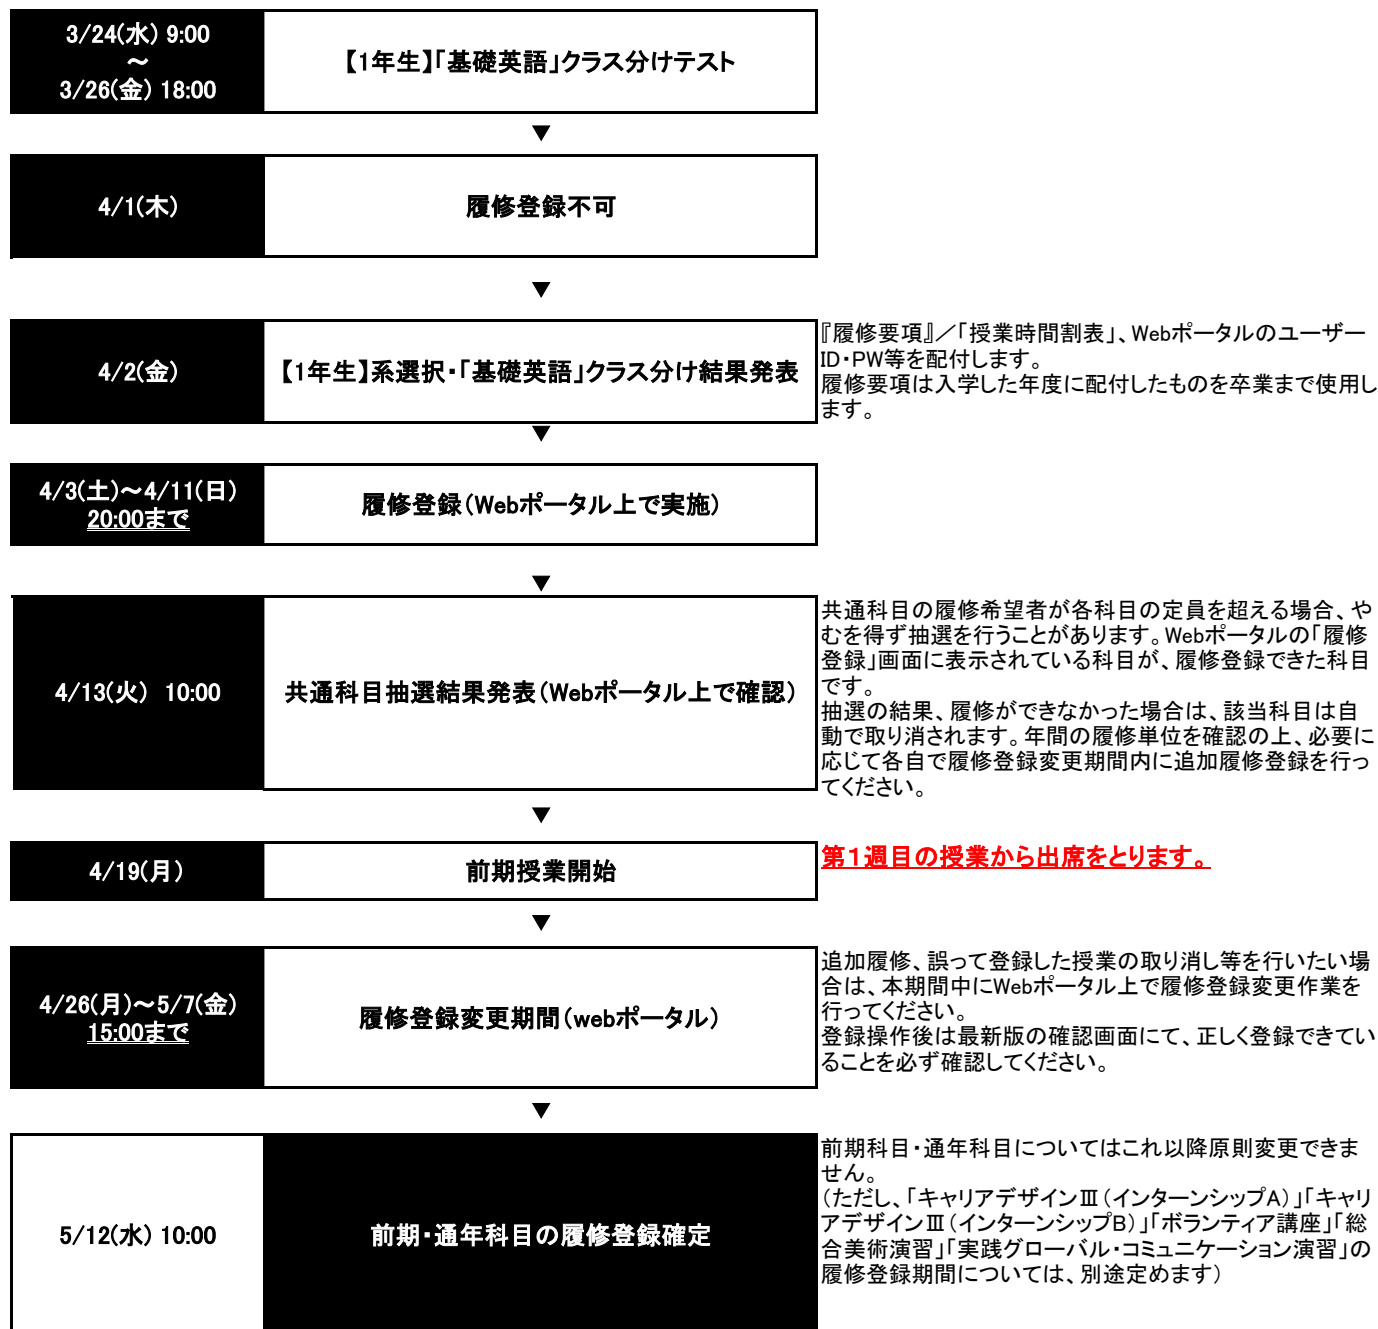 3/24(水) 9:00
～
3/26(金) 18:00
【1年生】「基礎英語」クラス分けテスト
▼
4/1(木)
履修登録不可
▼
4/2(金)
【1年生】系選択・「基礎英語」クラス分け結果発表
『履修要項』／「授業時間割表」、Webポータルのユーザー
ID・PW等を配付します。
履修要項は入学した年度に配付したものを卒業まで使用し
ます。
▼
4/3(土)～4/11(日)
20:00まで
履修登録（Webポータル上で実施）
▼
4/13(火) 10:00
共通科目抽選結果発表（Webポータル上で確認）
共通科目の履修希望者が各科目の定員を超える場合、や
むを得ず抽選を行うことがあります。Webポータルの「履修
登録」画面に表示されている科目が、履修登録できた科目
です。
抽選の結果、履修ができなかった場合は、該当科目は自
動で取り消されます。年間の履修単位を確認の上、必要に
応じて各自で履修登録変更期間内に追加履修登録を行っ
てください。
▼
4/19(月)
前期授業開始
第1週目の授業から出席をとります。
▼
4/26(月)～5/7(金)
15:00まで
履修登録変更期間（webポータル）
追加履修、誤って登録した授業の取り消し等を行いたい場
合は、本期間中にWebポータル上で履修登録変更作業を
行ってください。
登録操作後は最新版の確認画面にて、正しく登録できてい
ることを必ず確認してください。
▼
5/12(水) 10:00
前期・通年科目の履修登録確定
前期科目・通年科目についてはこれ以降原則変更できま
せん。
（ただし、「キャリアデザインⅢ（インターンシップA）」「キャリ
アデザインⅢ（インターンシップB）」「ボランティア講座」「総
合美術演習」「実践グローバル・コミュニケーション演習」の
履修登録期間については、別途定めます）